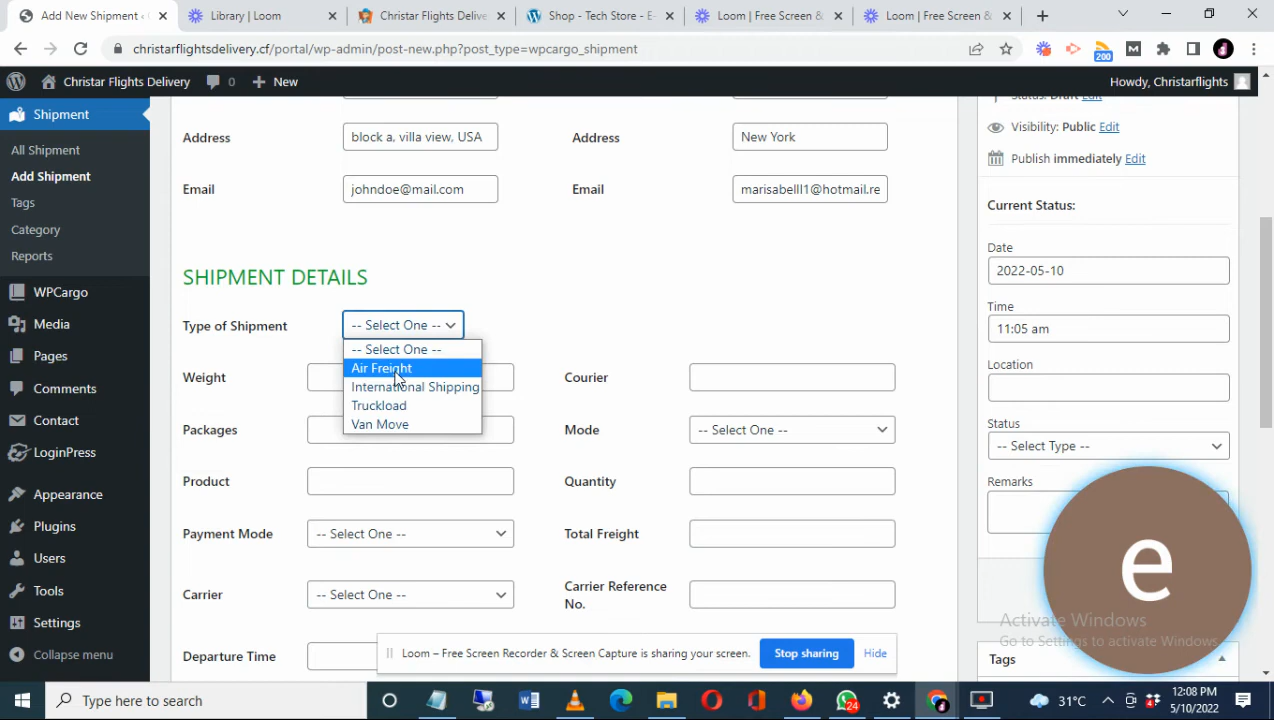 Add New Shipment
Library | Loom
Christar Flights Delive
Shop - Tech Store - E-
Loom | Free Screen &
Loom | Free Screen &
christarflightsdelivery.cf/portal/wp-admin/post-new.php?post_type=wpcargo_shipment
200
M
Christar Flights Delivery
0
New
Howdy, Christarflights
Shipment
All Shipment
Add Shipment
Tags
Category
Reports
WPCargo
Media
Pages
Comments
Contact
LoginPress
Appearance
Plugins
Users
Tools
Settings
Collapse menu
Address
block a, villa view, USA
Address
New York
Email
johndoe@mail.com
Email
marisabelll1@hotmail.re
SHIPMENT DETAILS
Type of Shipment
-- Select One --
-- Select One --
Air Freight
International Shipping
Truckload
Van Move
Weight
Courier
Packages
Mode
-- Select One --
Product
Quantity
Payment Mode
-- Select One --
Total Freight
Carrier
-- Select One --
Carrier Reference
No.
Departure Time
Status: Draft Edit
Visibility: Public Edit
Publish immediately Edit
Current Status:
Date
2022-05-10
Time
11:05 am
Location
Status
-- Select Type --
Remarks
e
Activate Windows
Go to Settings to activate Windows.
Tags
Loom – Free Screen Recorder & Screen Capture is sharing your screen.
Stop sharing
Hide
Type here to search
24
31°C
12:08 PM
5/10/2022